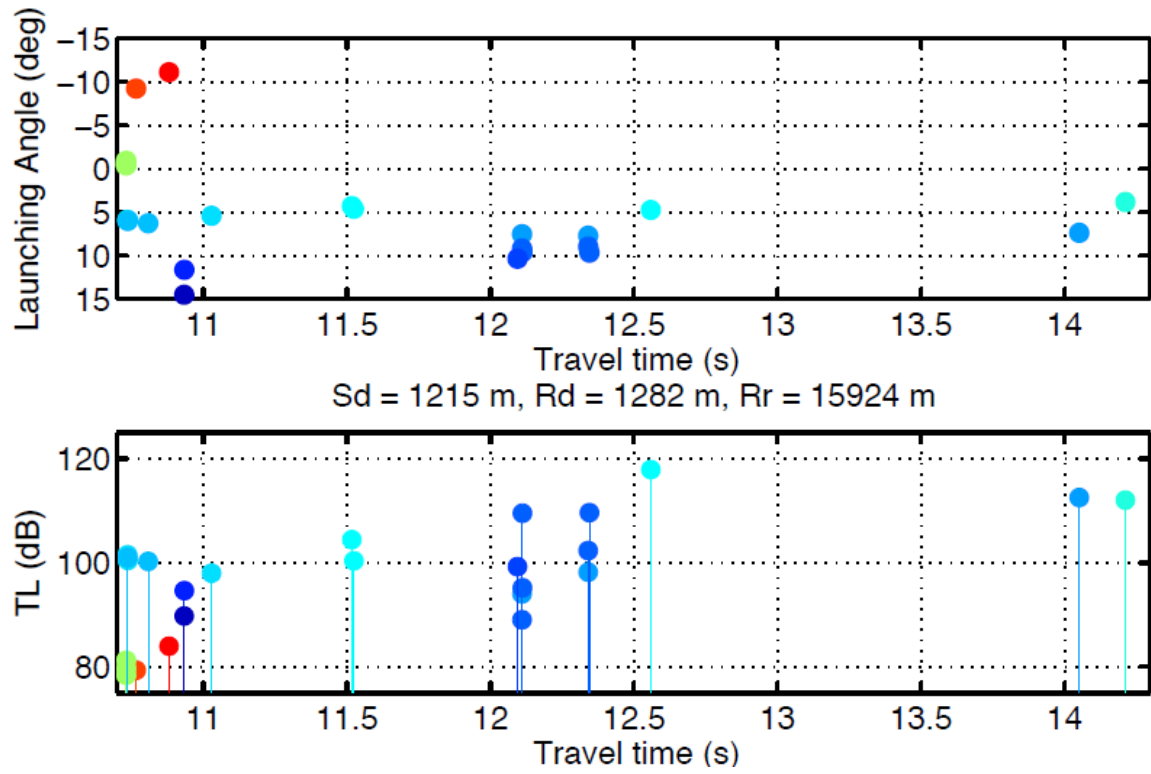 Launching Angle (deg)
−15
−10
−5
0
5
10
15
11 11.5 12 12.5 13 13.5 14
Travel time (s)
Sd = 1215 m, Rd = 1282 m, Rr = 15924 m
TL (dB)
120
100
80
11 11.5 12 12.5 13 13.5 14
Travel time (s)